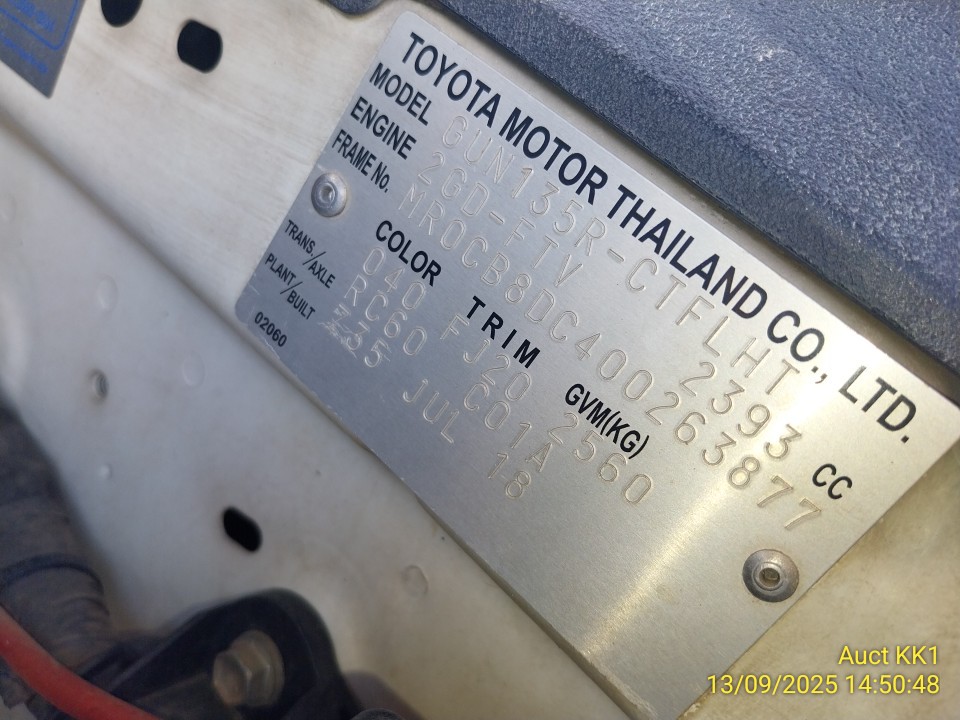 TOYOTA MOTOR THAILAND CO., LTD.
MODEL GUN135R-CTFLHT
ENGINE 2GD-FTV 2393 CC
FRAME No. MR0CB8DC400263877
COLOR TRIM GVM(KG)
040 FJ20 2560
TRANS/AXLE RC60 C01A
PLANT/BUILT 335 JUL 18
02060
Auct KK1
13/09/2025 14:50:48